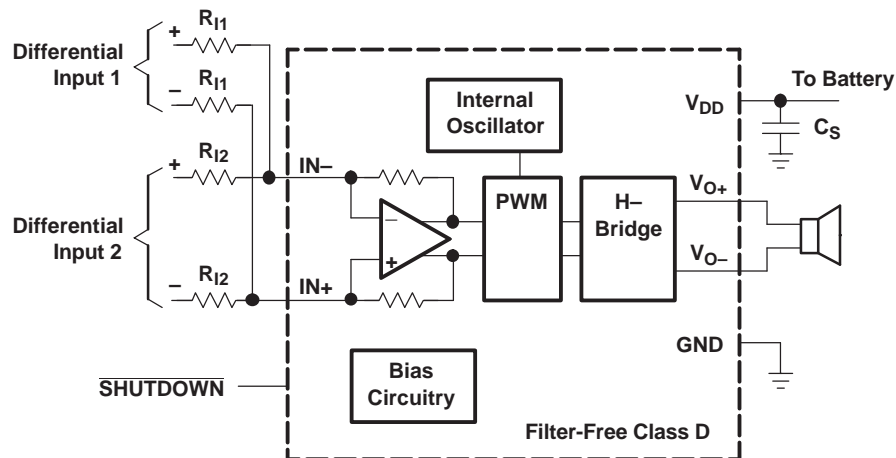 Differential
Input 1
+
R_I1
−
R_I1
Differential
Input 2
+
R_I2
−
R_I2
IN−
IN+
SHUTDOWN
Internal
Oscillator
−
+
PWM
H−
Bridge
Bias
Circuitry
Filter-Free Class D
V_DD
To Battery
C_S
V_O+
V_O−
GND